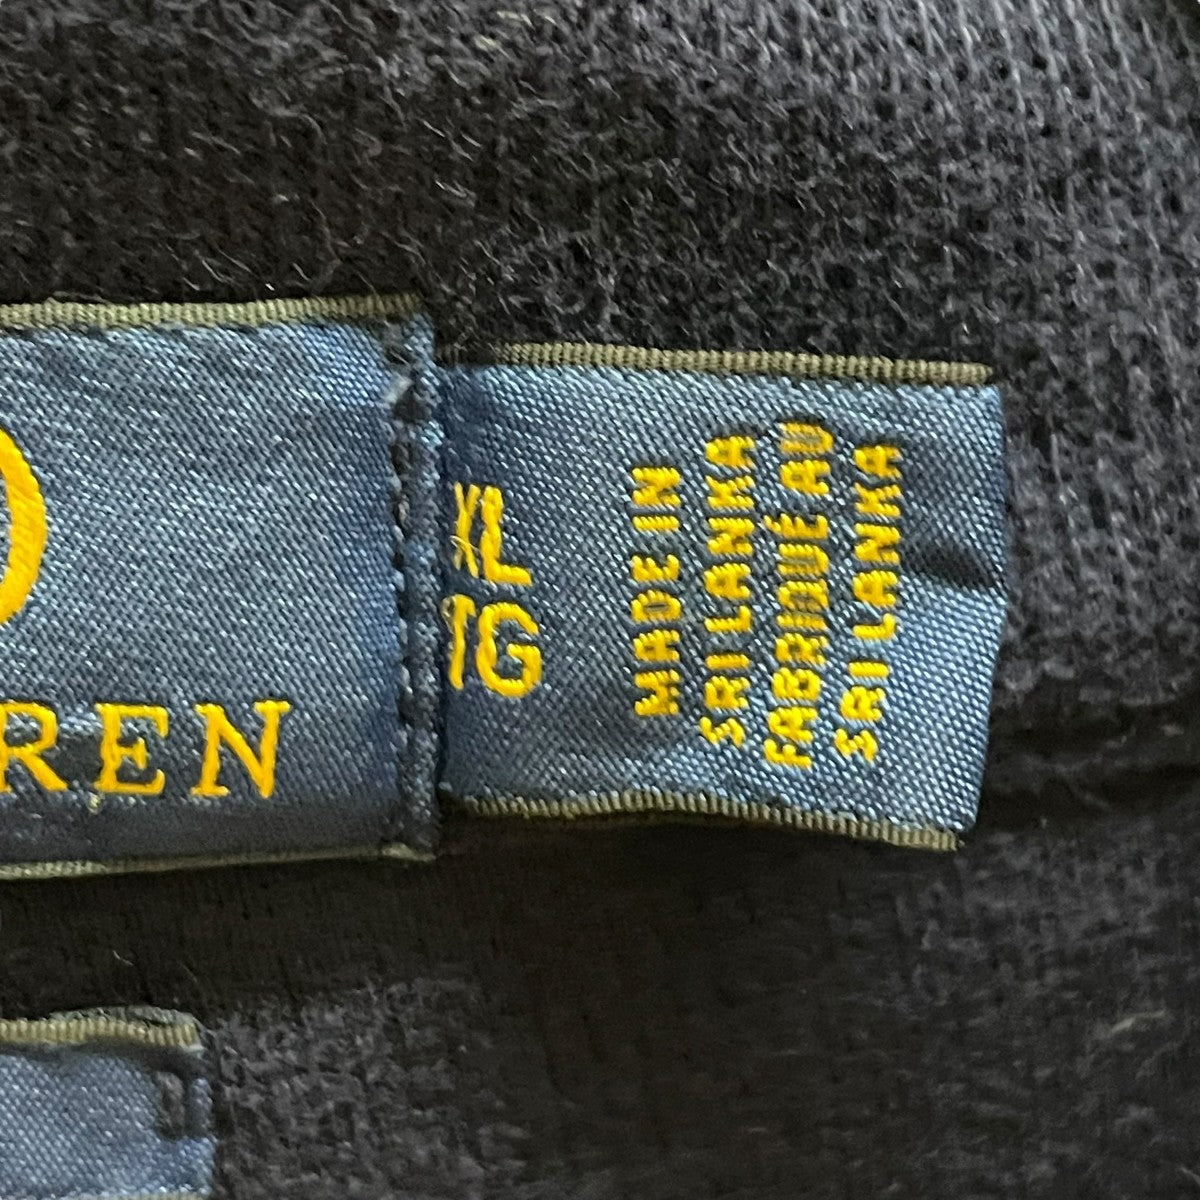 REN
XL
TG
MADE IN
SRI LANKA
FABRIQUÉ AU
SRI LANKA